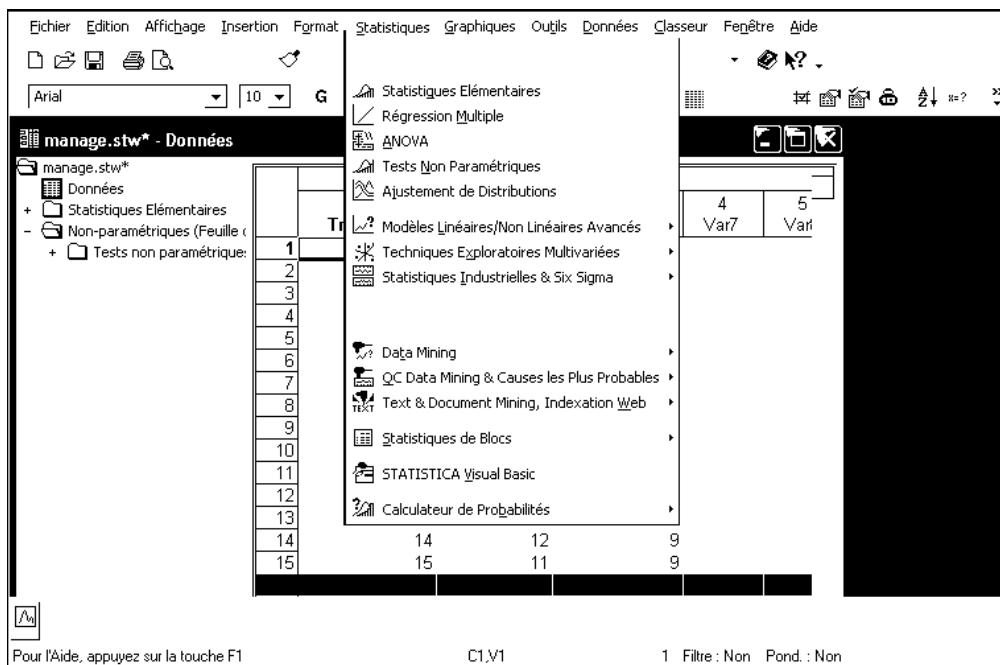 Fichier Edition Affichage Insertion Format Statistiques Graphiques Outils Données Classeur Fenêtre Aide
Arial 10 G
manage.stw* - Données
manage.stw*
Données
+ Statistiques Elémentaires
- Non-paramétriques (Feuille
+ Tests non paramétriques
Statistiques Elémentaires
Régression Multiple
ANOVA
Tests Non Paramétriques
Ajustement de Distributions
Modèles Linéaires/Non Linéaires Avancés
Techniques Exploratoires Multivariées
Statistiques Industrielles & Six Sigma
Data Mining
QC Data Mining & Causes les Plus Probables
Text & Document Mining, Indexation Web
Statistiques de Blocs
STATISTICA Visual Basic
Calculateur de Probabilités
4 5
Tr Var7
1
2
3
4
5
6
7
8
9
10
11
12
13
14 14 12 9
15 15 11 9
Pour l'Aide, appuyez sur la touche F1 C1,V1 1 Filtre : Non Pond. : Non